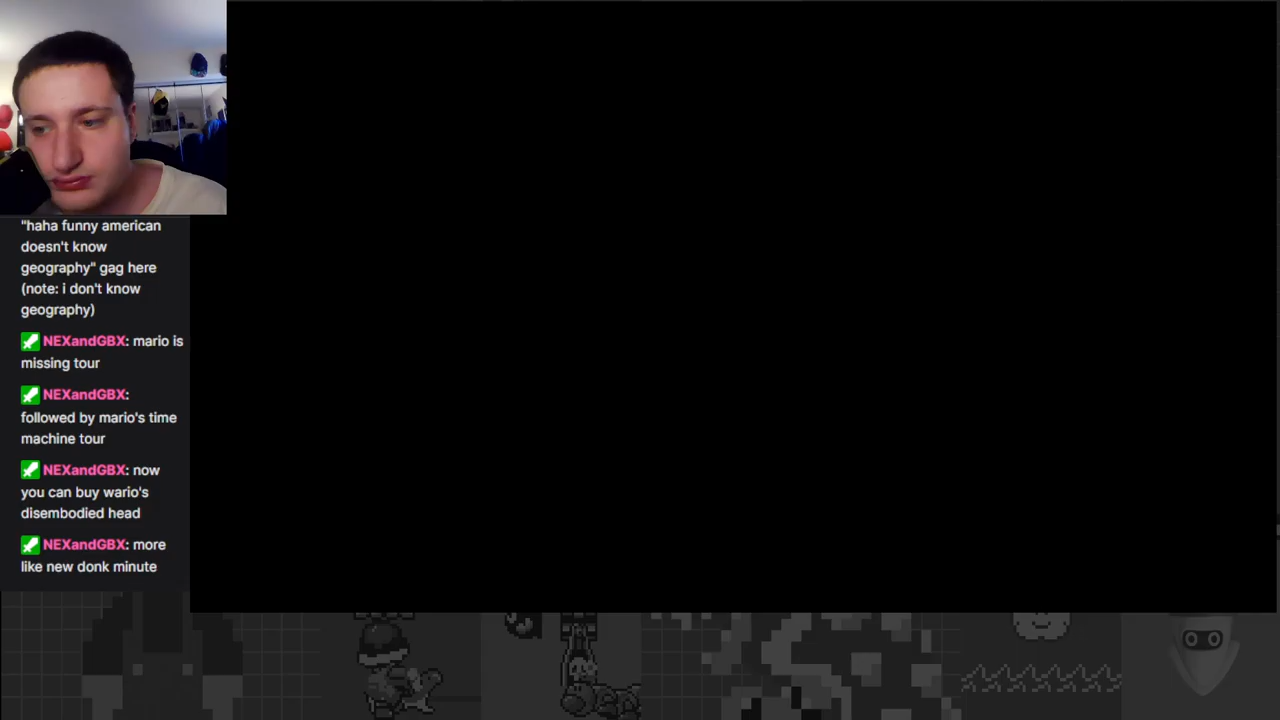 "haha funny american
doesn't know
geography" gag here
(note: i don't know
geography)
NEXandGBX: mario is
missing tour
NEXandGBX:
followed by mario's time
machine tour
NEXandGBX: now
you can buy wario's
disembodied head
NEXandGBX: more
like new donk minute